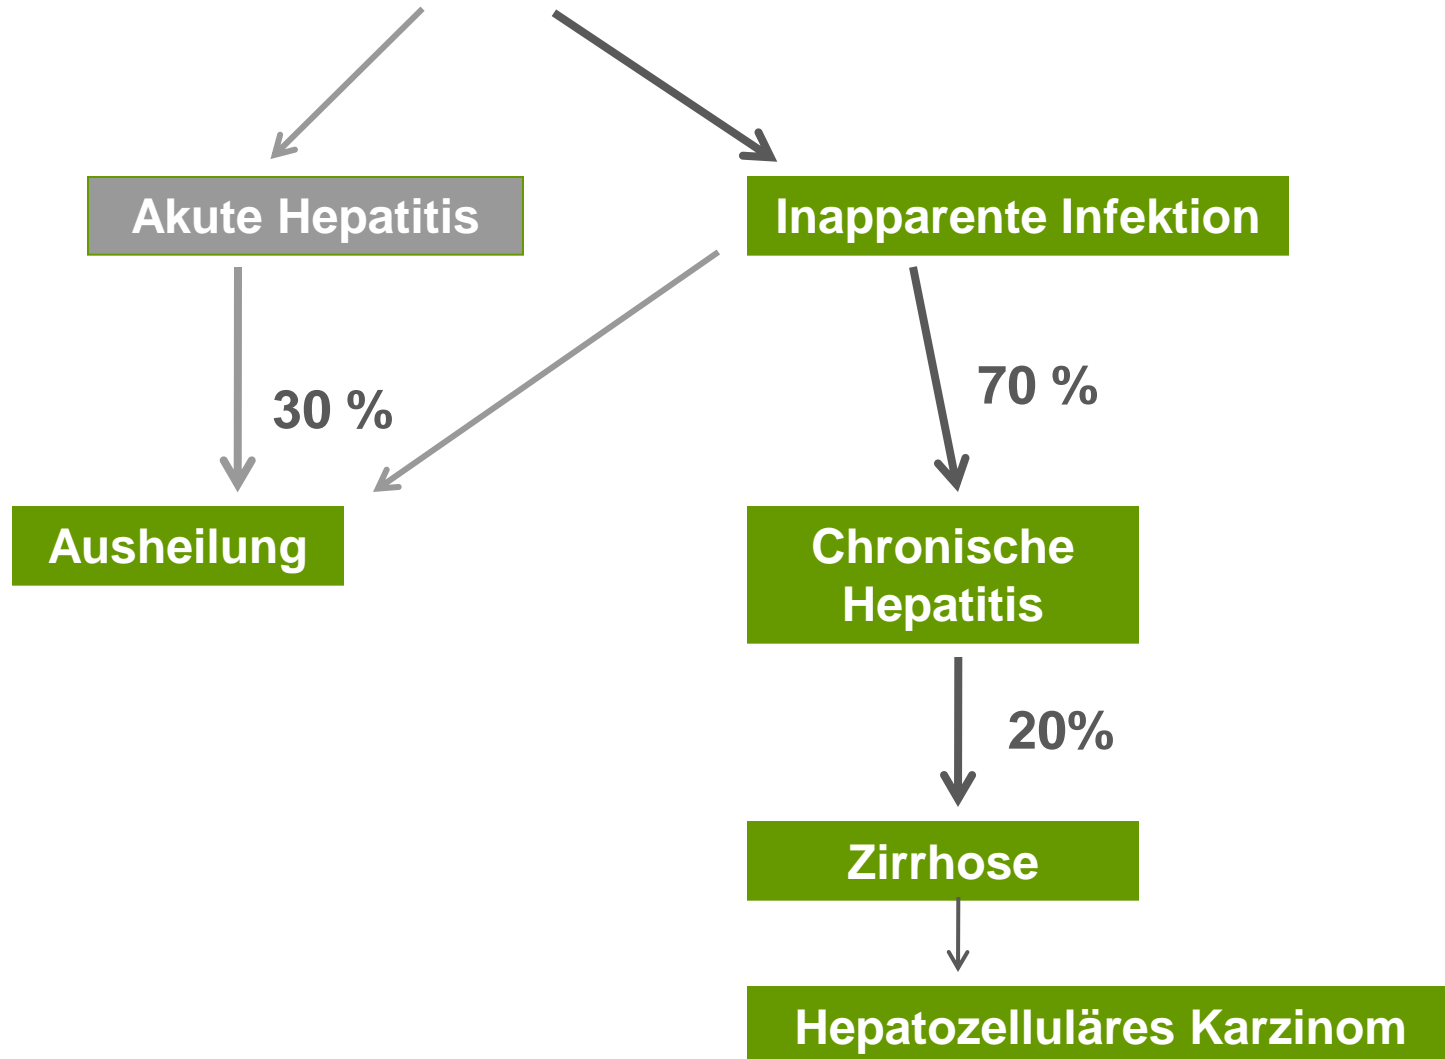 Akute Hepatitis
Inapparente Infektion
30 %
70 %
Ausheilung
Chronische
Hepatitis
20%
Zirrhose
Hepatozelluläres Karzinom